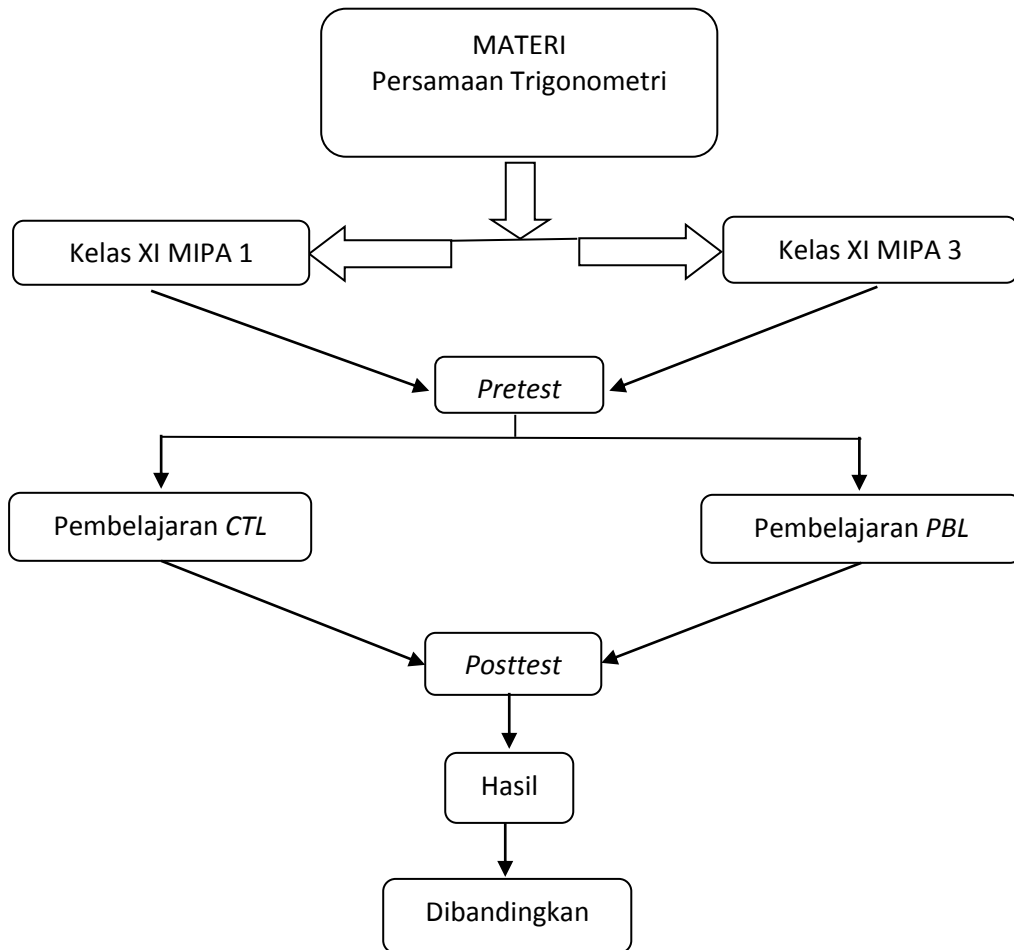 MATERI
Persamaan Trigonometri
Kelas XI MIPA 1
Kelas XI MIPA 3
Pretest
Pembelajaran CTL
Pembelajaran PBL
Posttest
Hasil
Dibandingkan